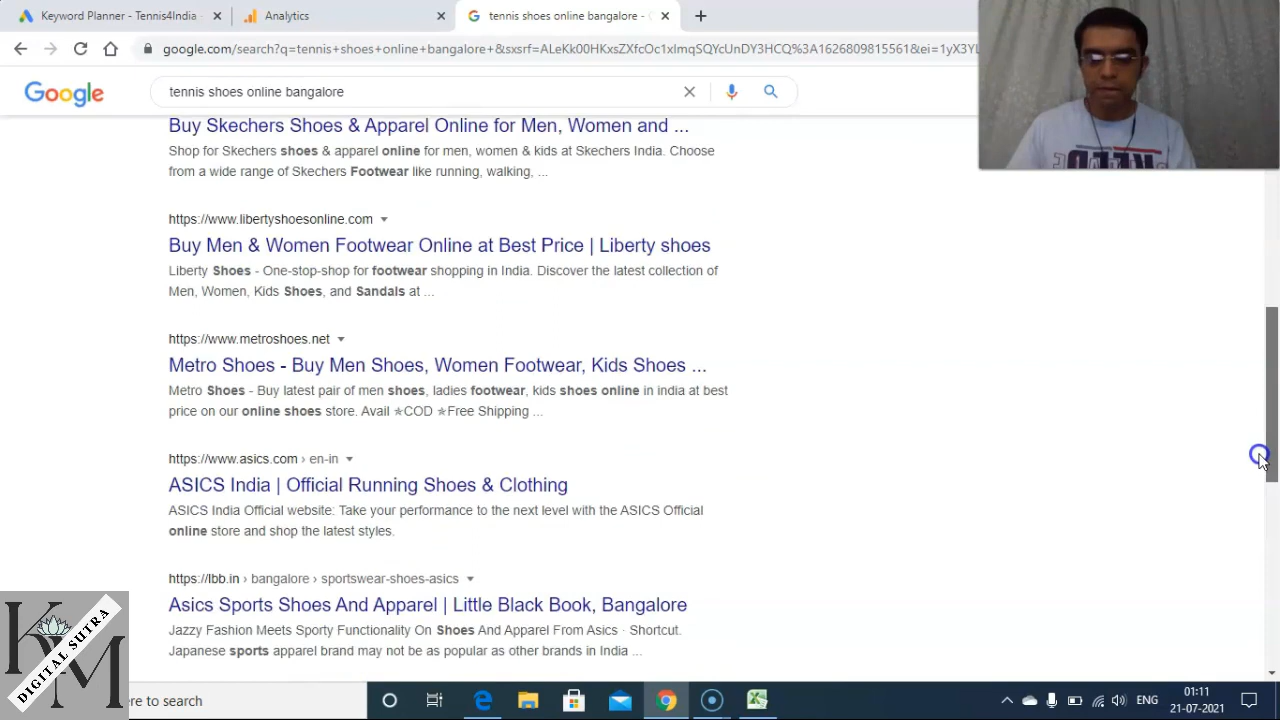 Keyword Planner - Tennis4India
Analytics
tennis shoes online bangalore -
google.com/search?q=tennis+shoes+online+bangalore+&sxsrf=
Google
tennis shoes online bangalore
Buy Skechers Shoes & Apparel Online for Men, Women and ...
Shop for Skechers shoes & apparel online for men, women & kids at Skechers India. Choose
from a wide range of Skechers Footwear like running, walking, ...
https://www.libertyshoesonline.com
Buy Men & Women Footwear Online at Best Price | Liberty shoes
Liberty Shoes - One-stop-shop for footwear shopping in India. Discover the latest collection of
Men, Women, Kids Shoes, and Sandals at ...
https://www.metroshoes.net
Metro Shoes - Buy Men Shoes, Women Footwear, Kids Shoes ...
Metro Shoes - Buy latest pair of men shoes, ladies footwear, kids shoes online in india at best
price on our online shoes store. Avail ✯COD ✯Free Shipping ...
https://www.asics.com › en-in
ASICS India | Official Running Shoes & Clothing
ASICS India Official website: Take your performance to the next level with the ASICS Official
online store and shop the latest styles.
https://lbb.in › bangalore › sportswear-shoes-asics
Asics Sports Shoes And Apparel | Little Black Book, Bangalore
Jazzy Fashion Meets Sporty Functionality On Shoes And Apparel From Asics · Shortcut.
Japanese sports apparel brand may not be as popular as other brands in India ...
KM
DIGITAL SUTRA
here to search
ENG
01:11
21-07-2021